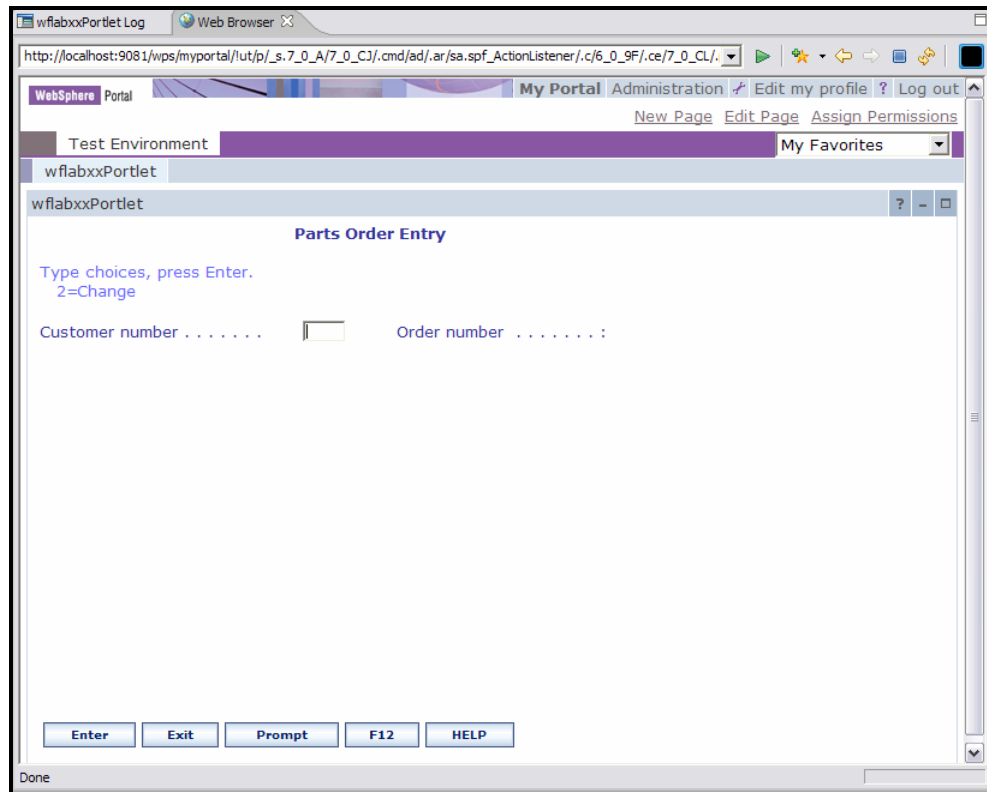 wflabxxPortlet Log Web Browser
http://localhost:9081/wps/myportal/!ut/p/_s.7_0_A/7_0_CJ/.cmd/ad/.ar/sa.spf_ActionListener/.c/6_0_9F/.ce/7_0_CL/.
WebSphere Portal My Portal Administration Edit my profile ? Log out
New Page Edit Page Assign Permissions
Test Environment My Favorites
wflabxxPortlet
wflabxxPortlet ?
Parts Order Entry
Type choices, press Enter.
2=Change
Customer number . . . . . . . Order number . . . . . . . :
Enter Exit Prompt F12 HELP
Done